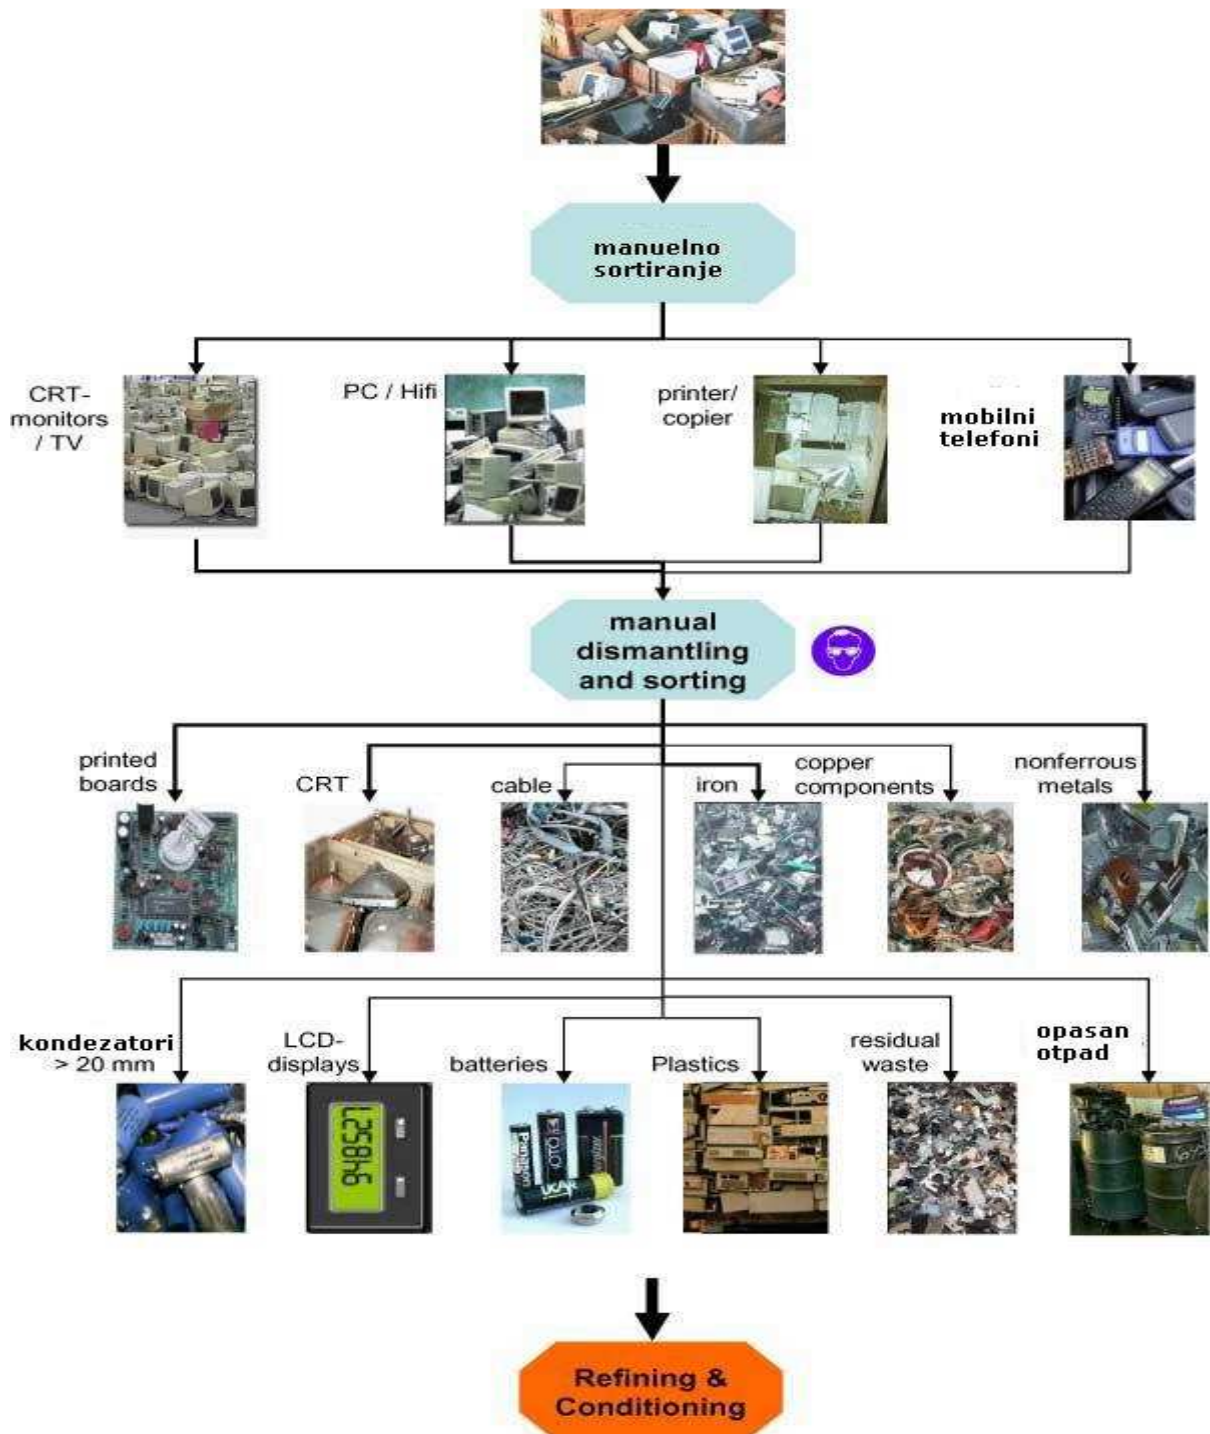 manuelno
sortiranje
CRT-
monitors
/ TV
PC / Hifi
printer/
copier
mobilni
telefoni
manual
dismantling
and sorting
printed
boards
CRT
cable
iron
copper
components
nonferrous
metals
kondezatori
> 20 mm
LCD-
displays
batteries
Plastics
residual
waste
opasan
otpad
Refining &
Conditioning